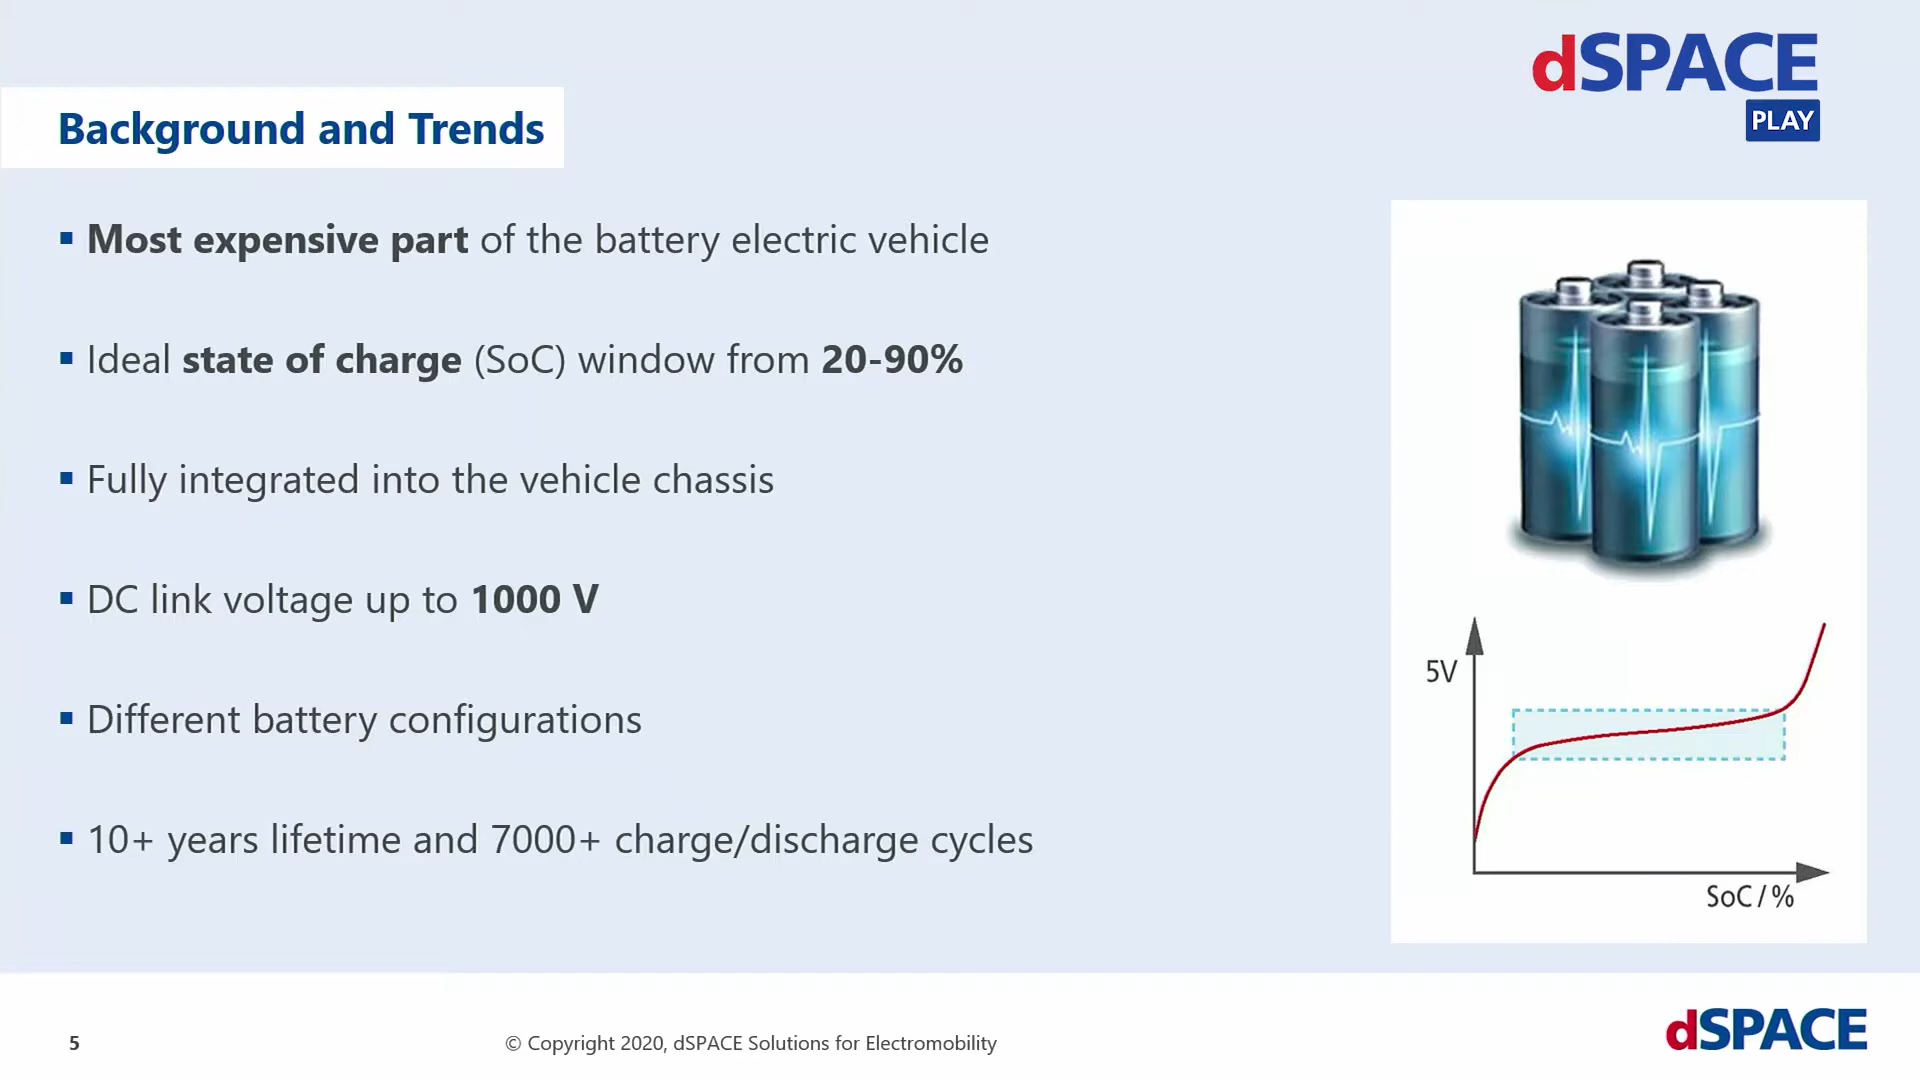 dSPACE
PLAY
Background and Trends
▪ Most expensive part of the battery electric vehicle
▪ Ideal state of charge (SoC) window from 20-90%
▪ Fully integrated into the vehicle chassis
▪ DC link voltage up to 1000 V
▪ Different battery configurations
▪ 10+ years lifetime and 7000+ charge/discharge cycles
5V
SoC / %
5
© Copyright 2020, dSPACE Solutions for Electromobility
dSPACE